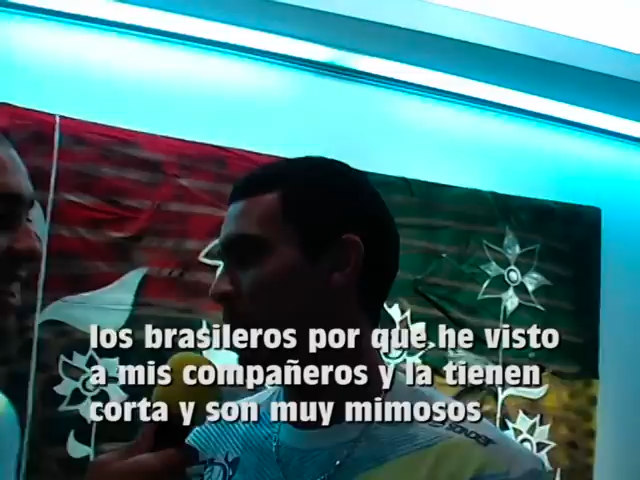 los brasileros por que he visto
a mis compañeros y la tienen
corta y son muy mimosos